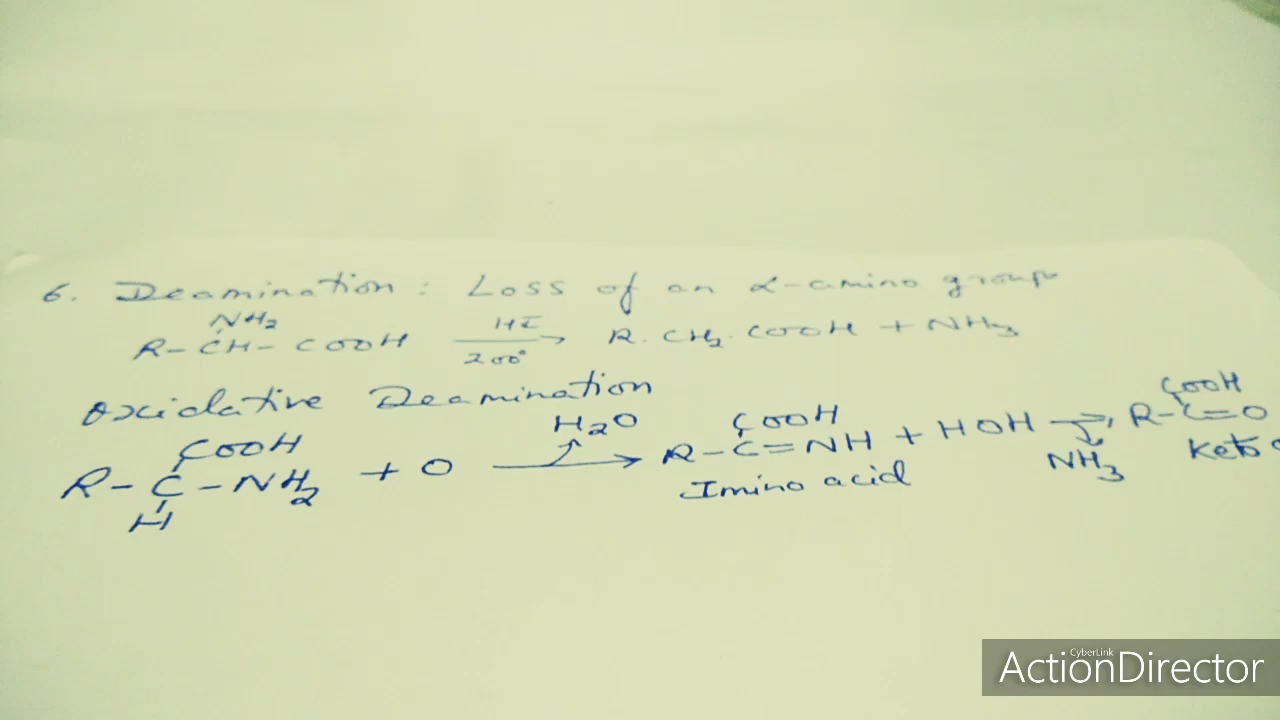 6. Deamination: Loss of an α-amino group
NH2
R-CH-COOH HI R.CH2.COOH + NH3
200°
Oxidative Deamination
COOH H2O COOH COOH
R-C-NH2 + O R-C=NH + HOH R-C=O
H Imino acid NH3 Keto
CyberLink
ActionDirector